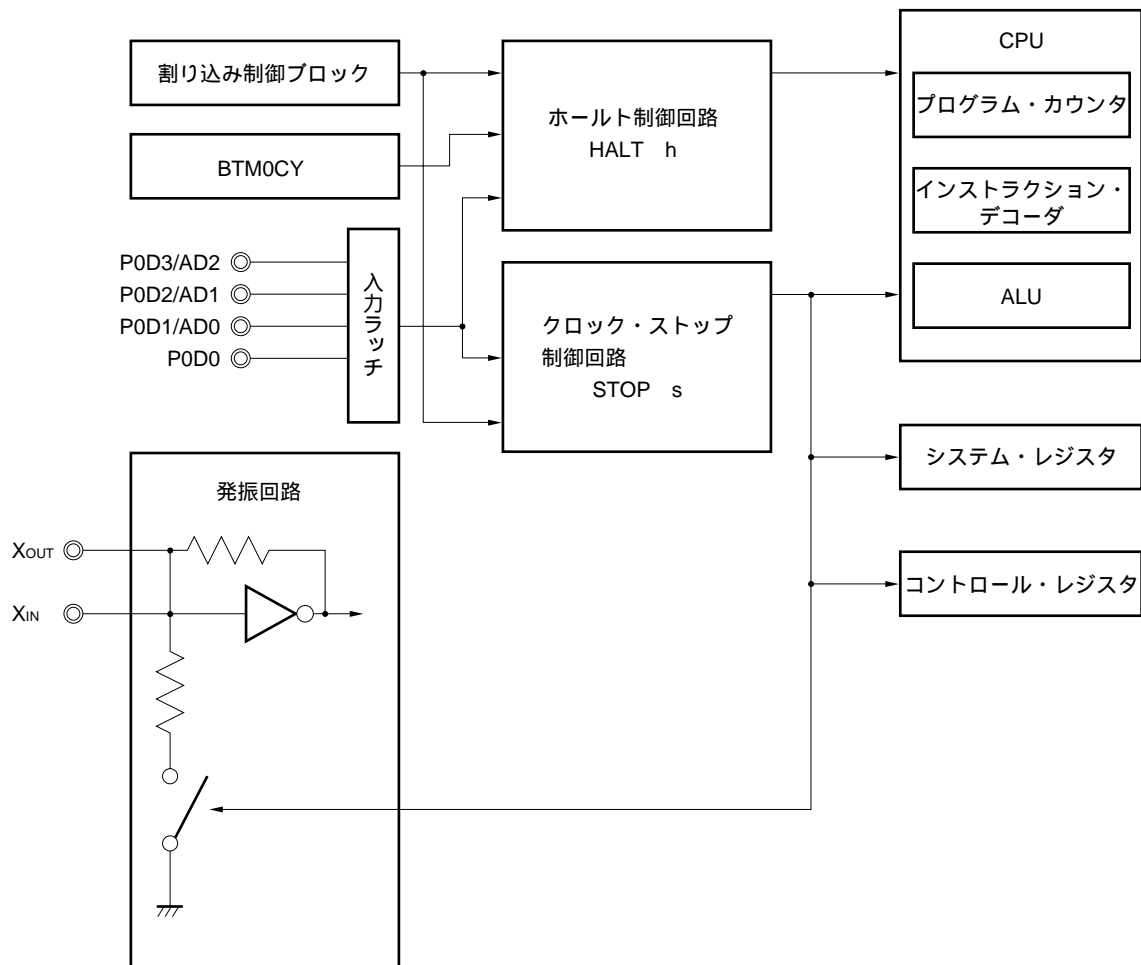 割り込み制御ブロック
BTM0CY
P0D3/AD2
P0D2/AD1
P0D1/AD0
P0D0
入力ラッチ
ホールト制御回路
HALT h
クロック・ストップ
制御回路
STOP s
CPU
プログラム・カウンタ
インストラクション・
デコーダ
ALU
システム・レジスタ
コントロール・レジスタ
発振回路
XOUT
XIN